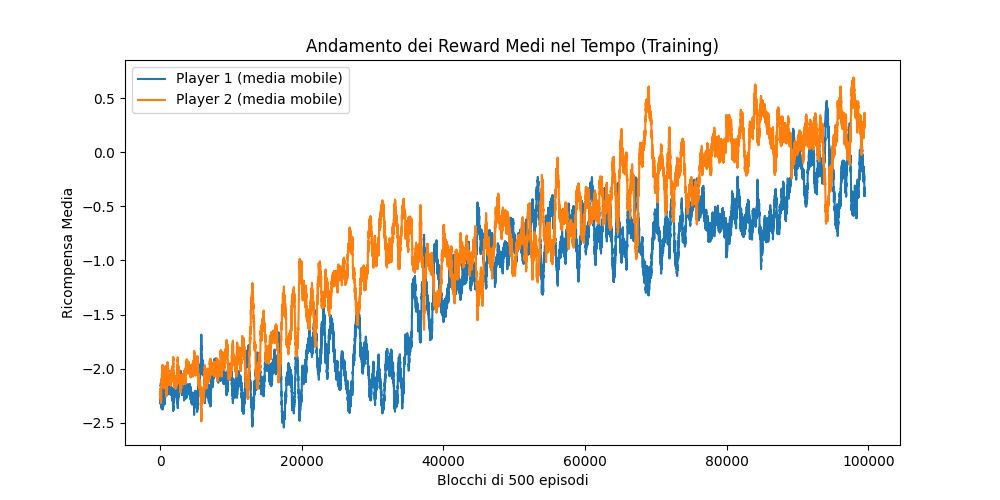 Andamento dei Reward Medi nel Tempo (Training)
Player 1 (media mobile)
Player 2 (media mobile)
Ricompensa Media
0.5
0.0
−0.5
−1.0
−1.5
−2.0
−2.5
0 20000 40000 60000 80000 100000
Blocchi di 500 episodi